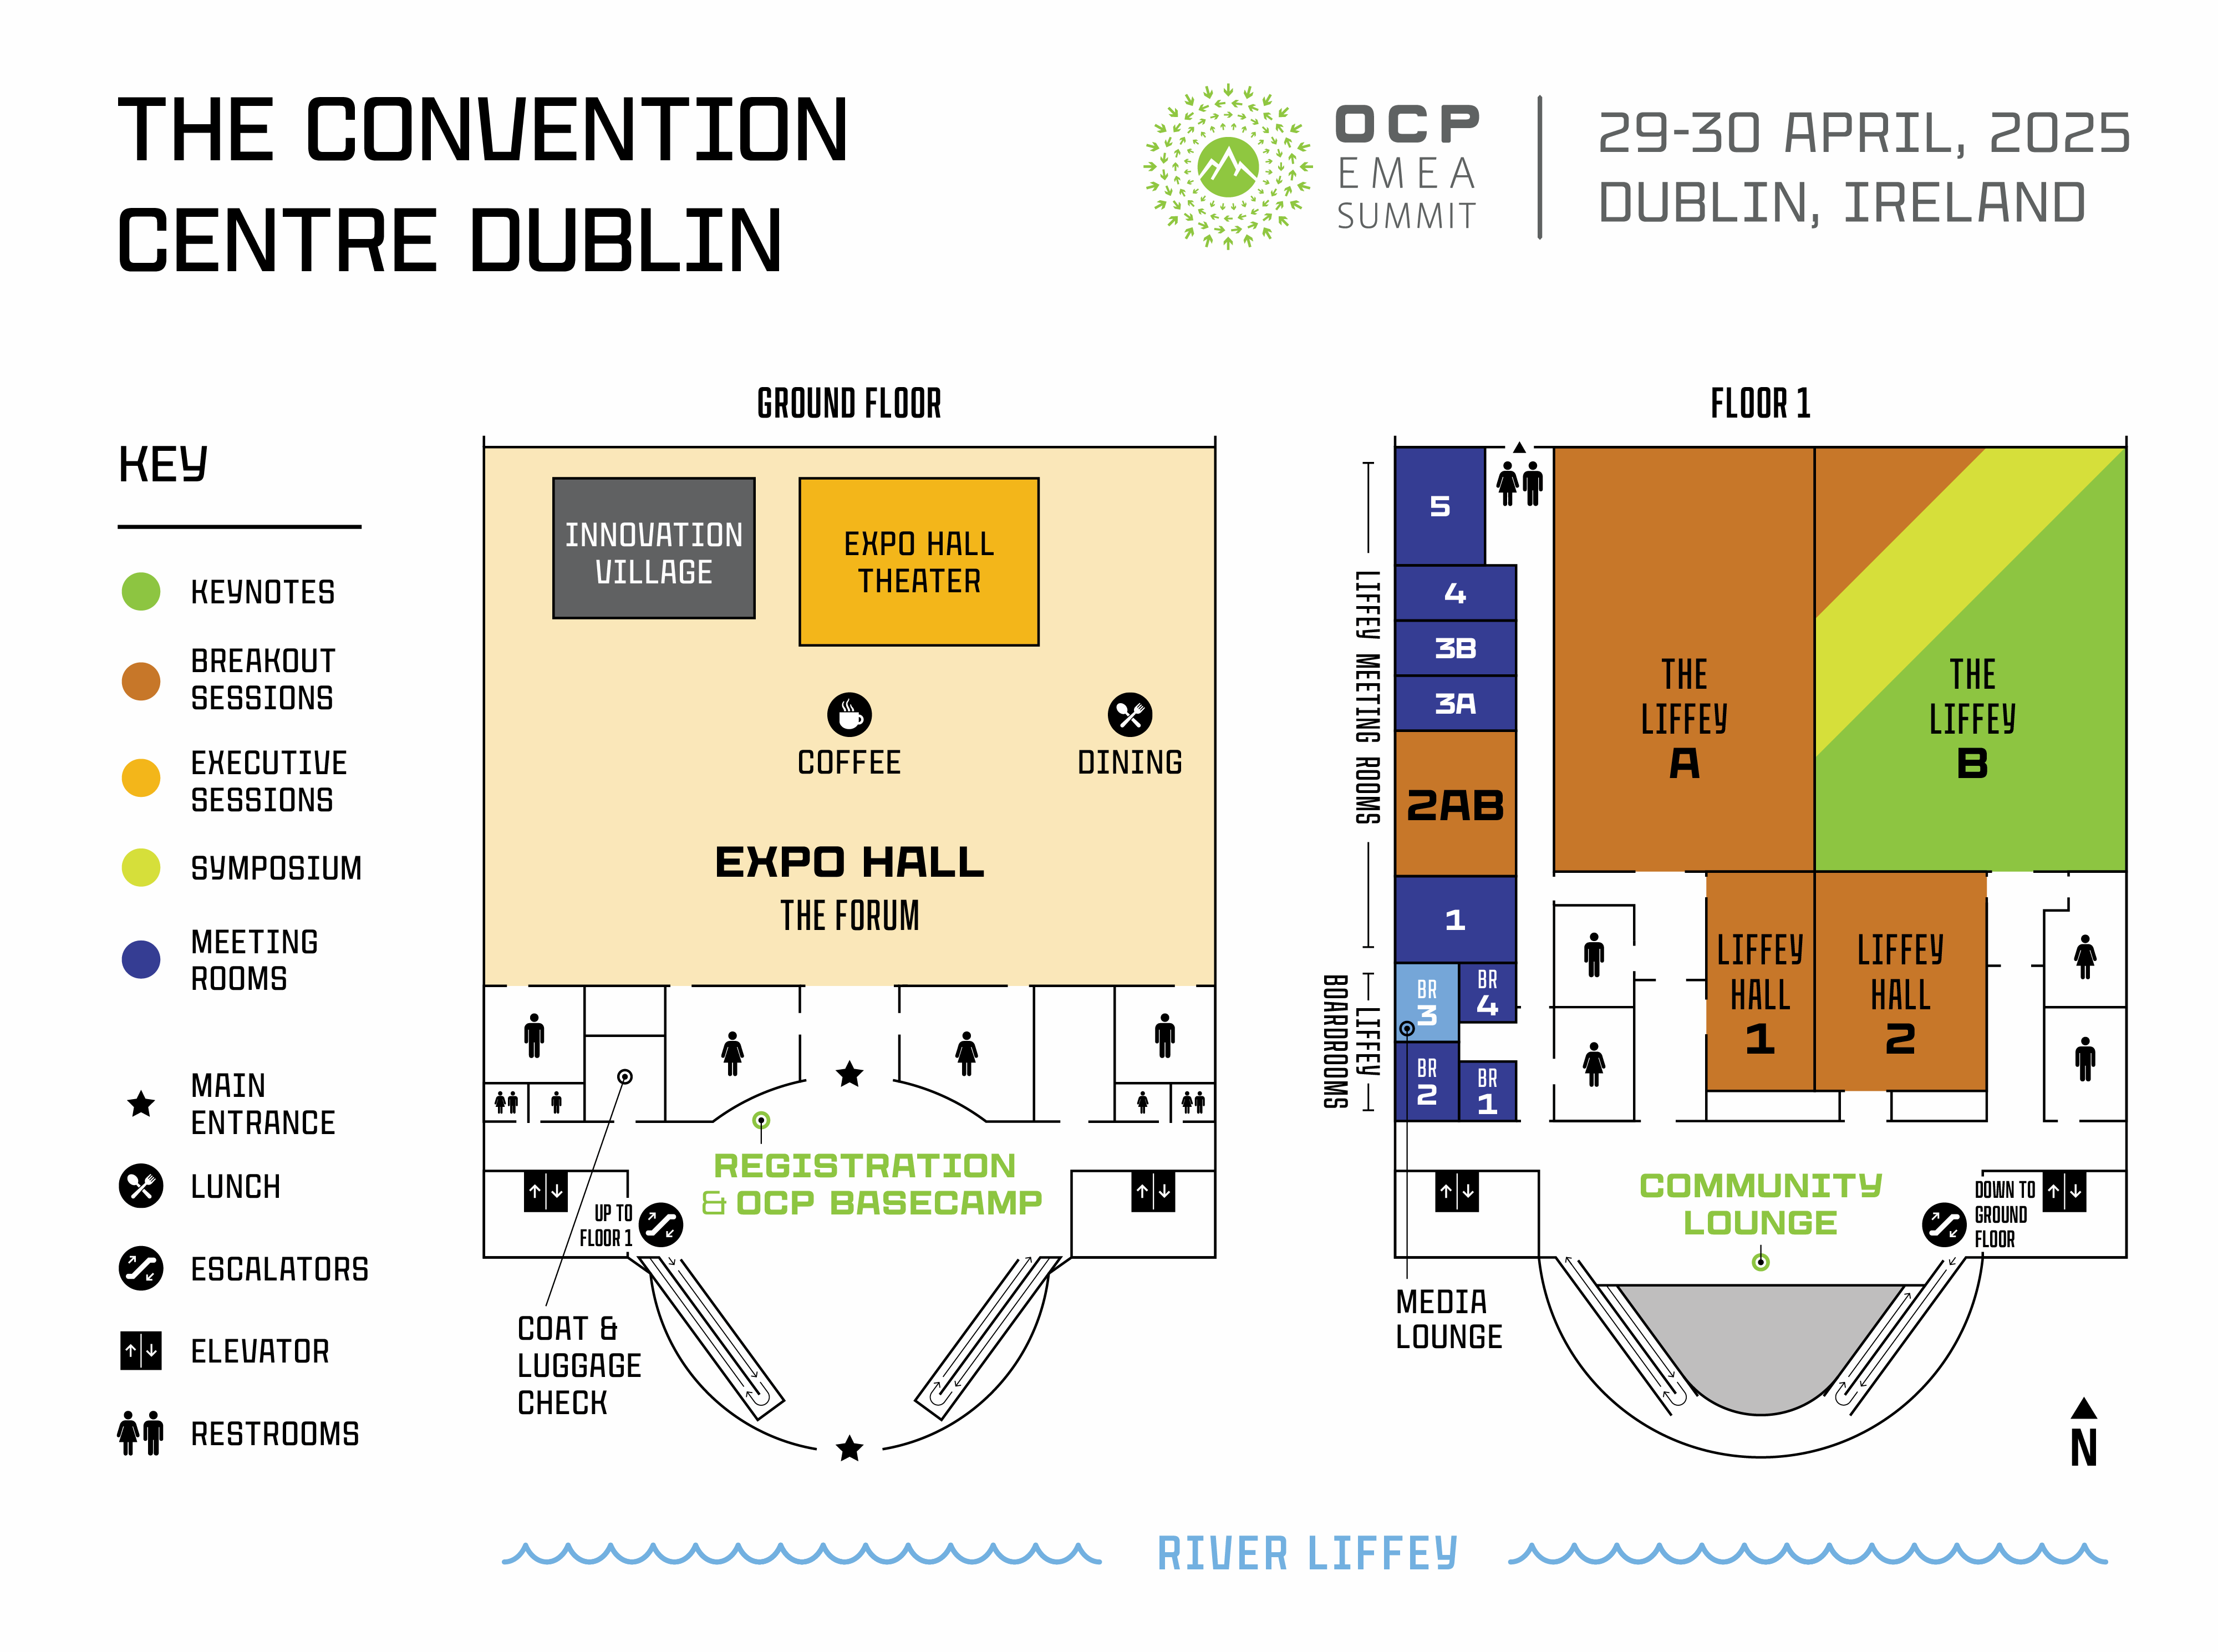 THE CONVENTION
CENTRE DUBLIN
OCP
EMEA
SUMMIT
29-30 APRIL, 2025
DUBLIN, IRELAND
KEY
KEYNOTES
BREAKOUT
SESSIONS
EXECUTIVE
SESSIONS
SYMPOSIUM
MEETING
ROOMS
MAIN
ENTRANCE
LUNCH
ESCALATORS
ELEVATOR
RESTROOMS
GROUND FLOOR
INNOVATION
VILLAGE
EXPO HALL
THEATER
COFFEE
DINING
EXPO HALL
THE FORUM
REGISTRATION
& OCP BASECAMP
UP TO
FLOOR 1
COAT &
LUGGAGE
CHECK
FLOOR 1
LIFFEY MEETING ROOMS
5
4
3B
3A
2AB
1
LIFFEY
BOARDROOMS
BR
3
BR
4
BR
2
BR
1
THE
LIFFEY
A
THE
LIFFEY
B
LIFFEY
HALL
1
LIFFEY
HALL
2
COMMUNITY
LOUNGE
DOWN TO
GROUND
FLOOR
MEDIA
LOUNGE
N
RIVER LIFFEY